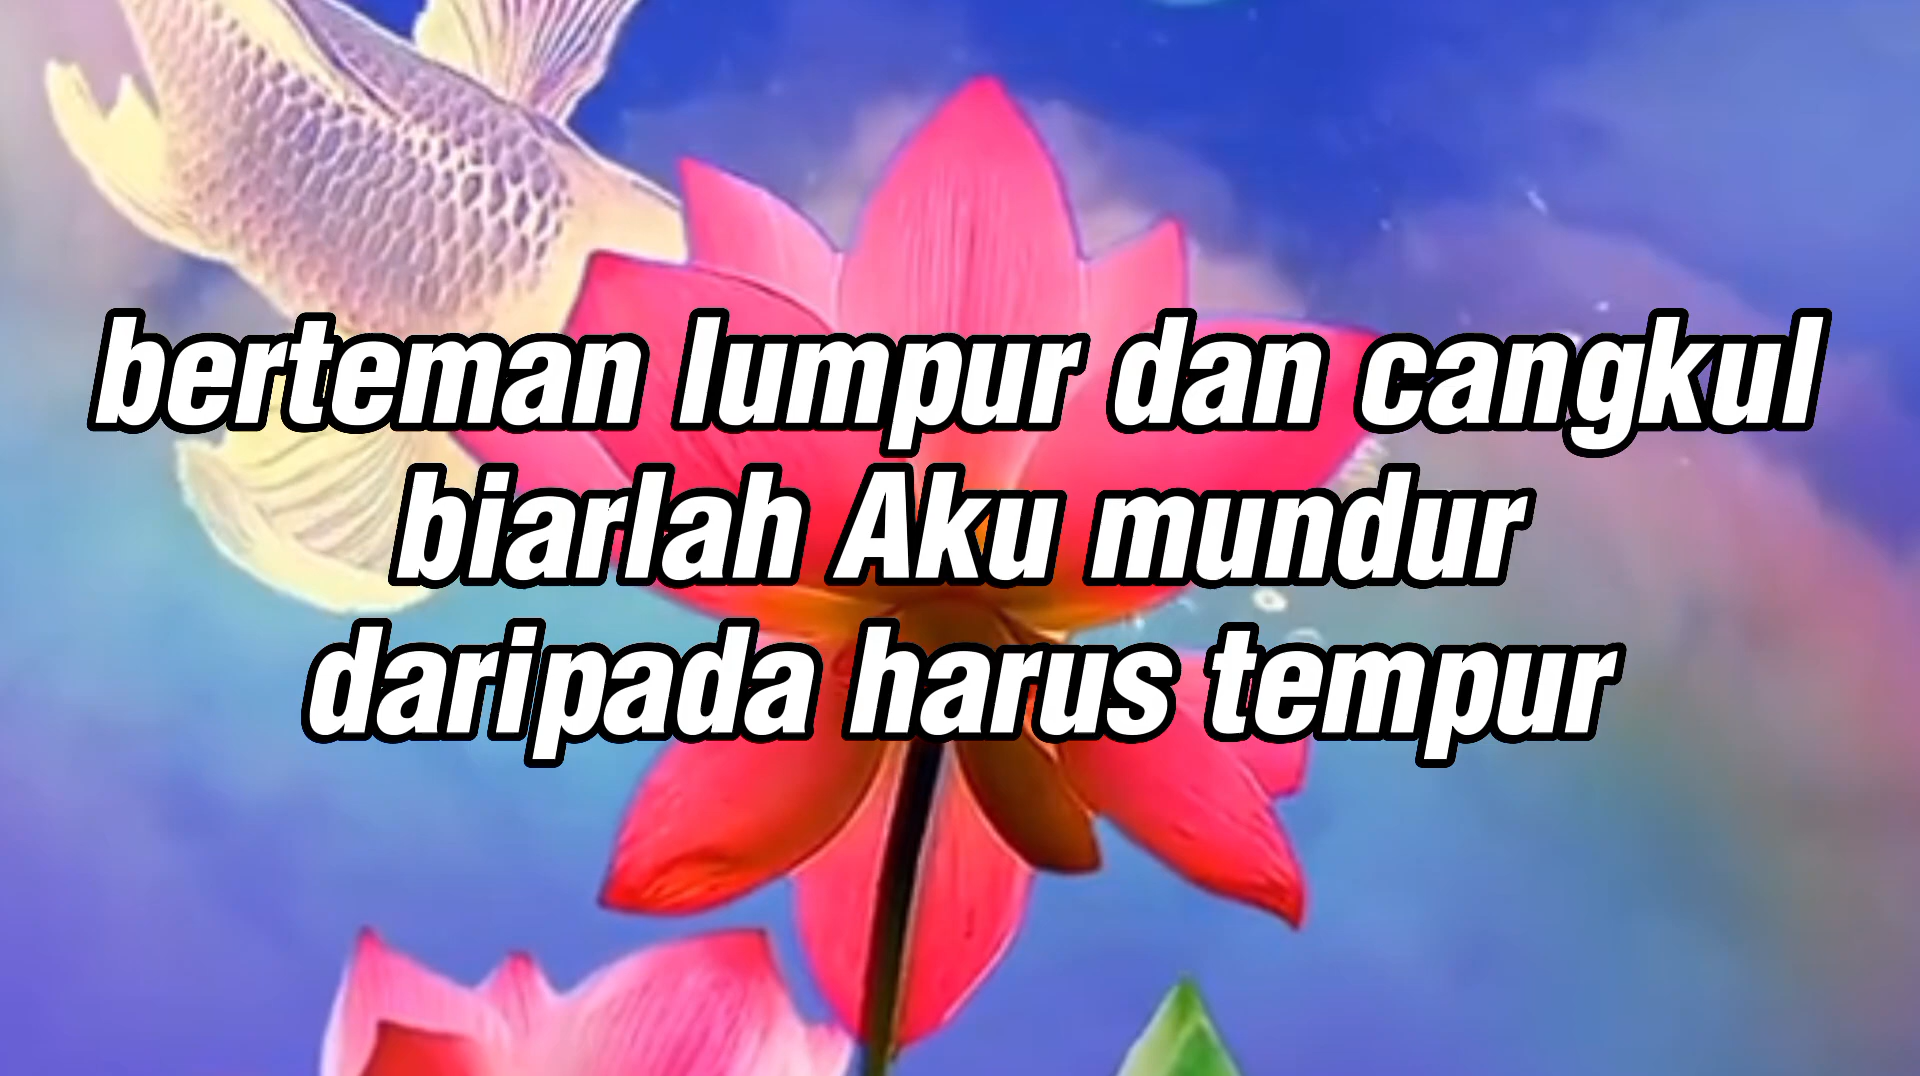 berteman lumpur dan cangkul
biarlah Aku mundur
daripada harus tempur